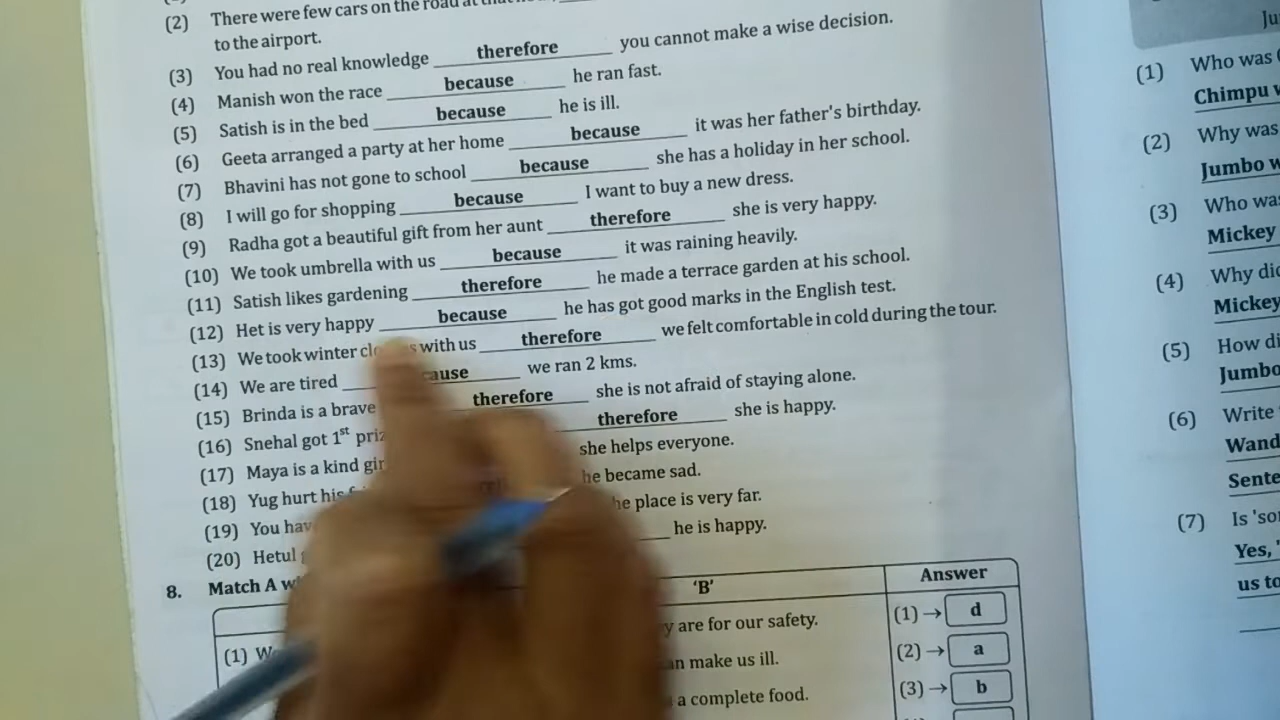 (2) There were few cars on the road at that
to the airport.
(3) You had no real knowledge therefore you cannot make a wise decision.
(4) Manish won the race because he ran fast.
(5) Satish is in the bed because he is ill.
(6) Geeta arranged a party at her home because it was her father's birthday.
(7) Bhavini has not gone to school because she has a holiday in her school.
(8) I will go for shopping because I want to buy a new dress.
(9) Radha got a beautiful gift from her aunt therefore she is very happy.
(10) We took umbrella with us because it was raining heavily.
(11) Satish likes gardening therefore he made a terrace garden at his school.
(12) Het is very happy because he has got good marks in the English test.
(13) We took winter with us therefore we felt comfortable in cold during the tour.
(14) We are tired we ran 2 kms.
(15) Brinda is a brave therefore she is not afraid of staying alone.
(16) Snehal got 1st therefore she is happy.
(17) Maya is a kind she helps everyone.
(18) Yug hurt his he became sad.
(19) You place is very far.
(20) Hetul he is happy.
8. Match A
'B' Answer
(1) are for our safety. (1) → d
make us ill. (2) → a
a complete food. (3) → b
(1) Who was
Chimpu
(2) Why was
Jumbo
(3) Who
Mickey
(4) Why
Mickey
(5) How
Jumbo
(6) Write
(7) Is
Yes,
us to